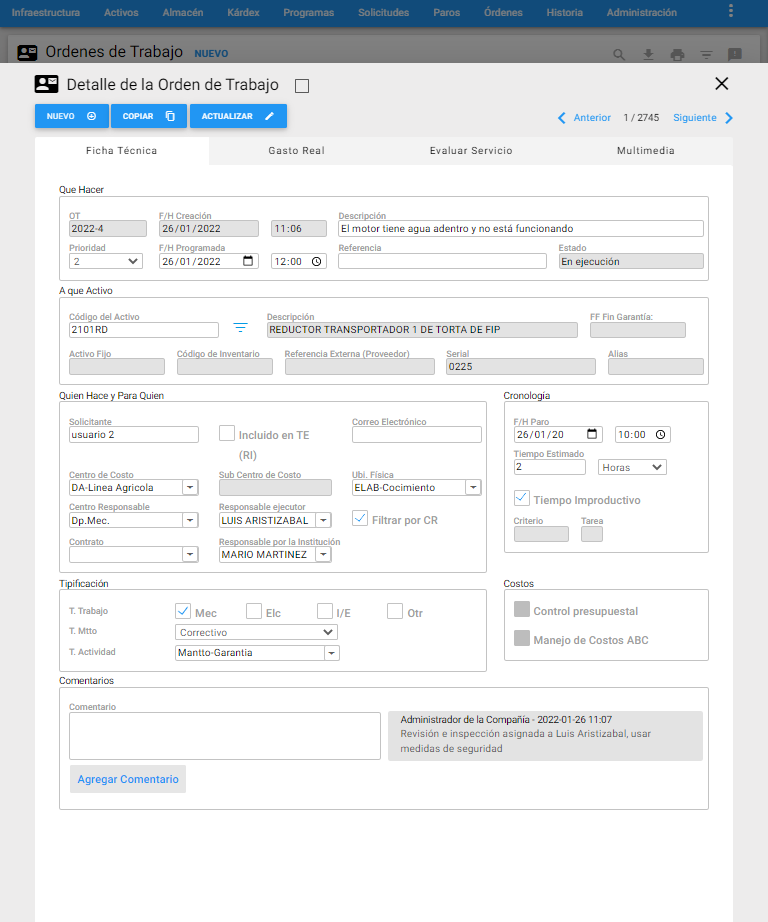 Infraestructura Activos Almacén Kárdex Programas Solicitudes Paros Órdenes Historia Administración
Ordenes de Trabajo NUEVO
Detalle de la Orden de Trabajo
NUEVO COPIAR ACTUALIZAR Anterior 1 / 2745 Siguiente
Ficha Técnica Gasto Real Evaluar Servicio Multimedia
Que Hacer
OT F/H Creación Descripción
2022-4 26/01/2022 11:06 El motor tiene agua adentro y no está funcionando
Prioridad F/H Programada Referencia Estado
2 26/01/2022 12:00 En ejecución
A que Activo
Código del Activo Descripción FF Fin Garantía:
2101RD REDUCTOR TRANSPORTADOR 1 DE TORTA DE FIP
Activo Fijo Código de Inventario Referencia Externa (Proveedor) Serial Alias
0225
Quien Hace y Para Quien
Solicitante Correo Electrónico
usuario 2 Incluido en TE
(RI)
Centro de Costo Sub Centro de Costo Ubi. Física
DA-Linea Agricola ELAB-Cocimiento
Centro Responsable Responsable ejecutor
Dp.Mec. LUIS ARISTIZABAL Filtrar por CR
Contrato Responsable por la Institución
MARIO MARTINEZ
Cronología
F/H Paro
26/01/20 10:00
Tiempo Estimado
2 Horas
Tiempo Improductivo
Criterio Tarea
Tipificación
T. Trabajo Mec Elc I/E Otr
T. Mtto Correctivo
T. Actividad Mantto-Garantia
Costos
Control presupuestal
Manejo de Costos ABC
Comentarios
Comentario
Administrador de la Compañía - 2022-01-26 11:07
Revisión e inspección asignada a Luis Aristizabal, usar
medidas de seguridad
Agregar Comentario